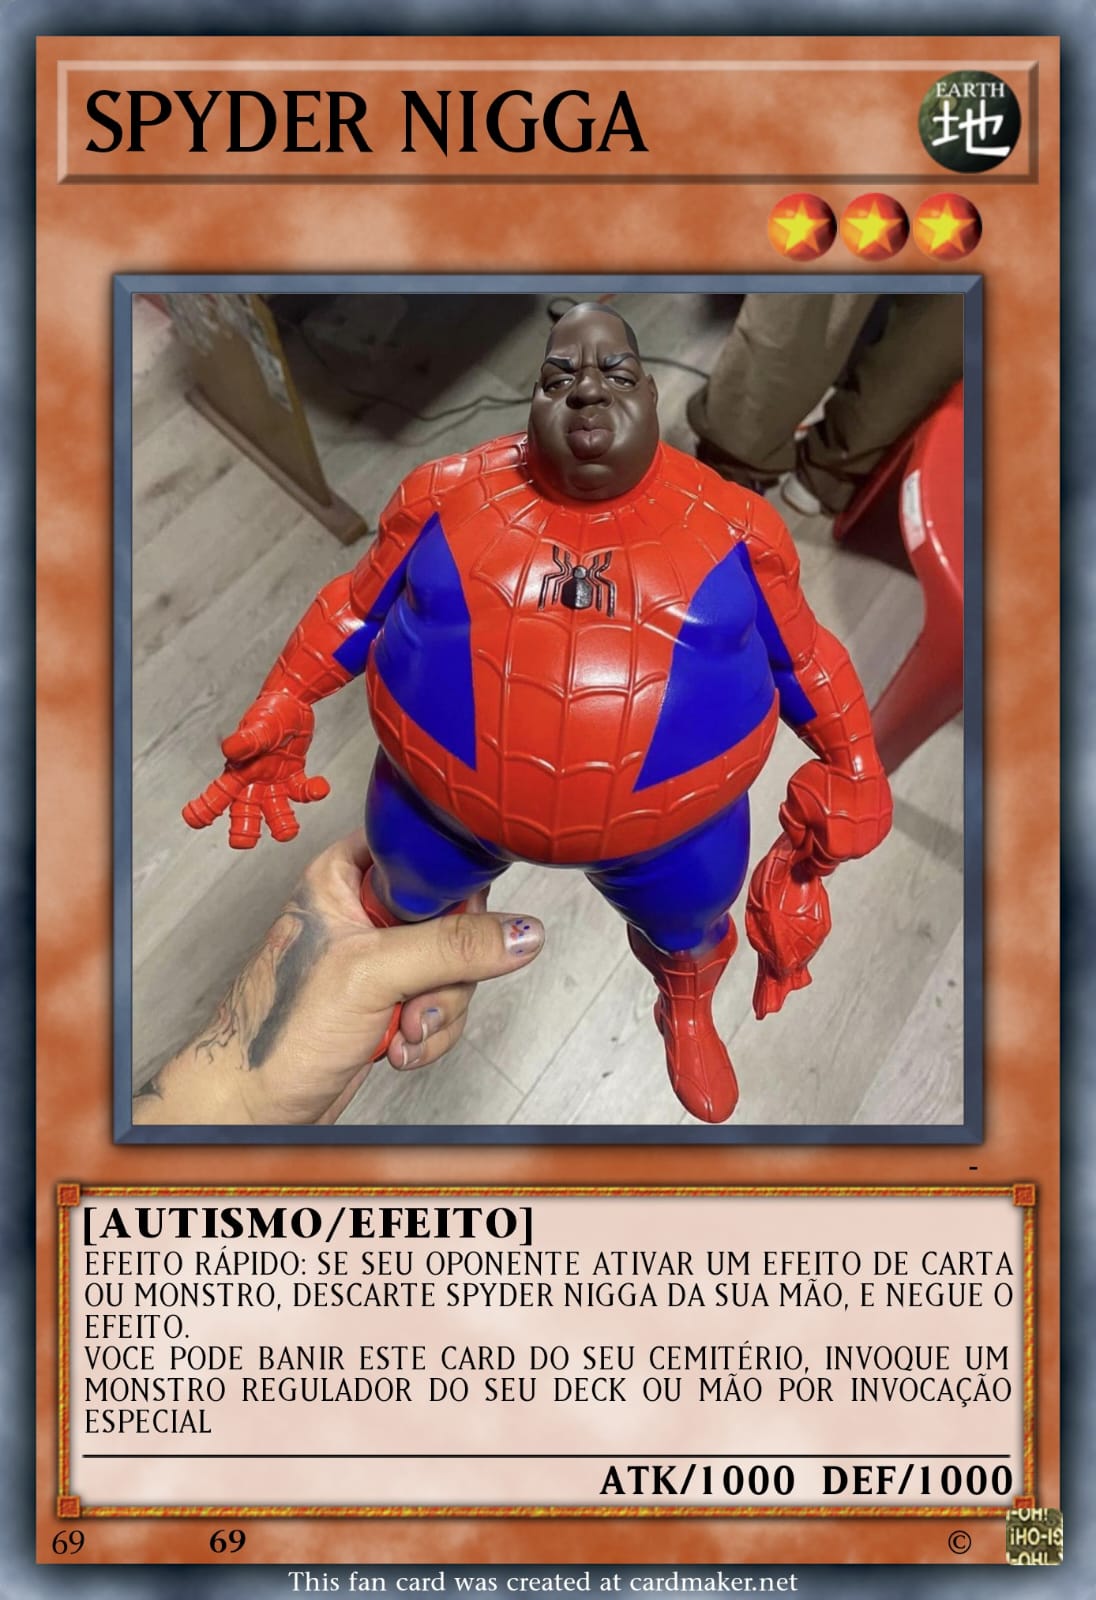 SPYDER NIGGA
EARTH
地
-
[AUTISMO/EFEITO]
EFEITO RÁPIDO: SE SEU OPONENTE ATIVAR UM EFEITO DE CARTA
OU MONSTRO, DESCARTE SPYDER NIGGA DA SUA MÃO, E NEGUE O
EFEITO.
VOCE PODE BANIR ESTE CARD DO SEU CEMITÉRIO, INVOQUE UM
MONSTRO REGULADOR DO SEU DECK OU MÃO POR INVOCAÇÃO
ESPECIAL
ATK/1000 DEF/1000
69 69 ©
This fan card was created at cardmaker.net